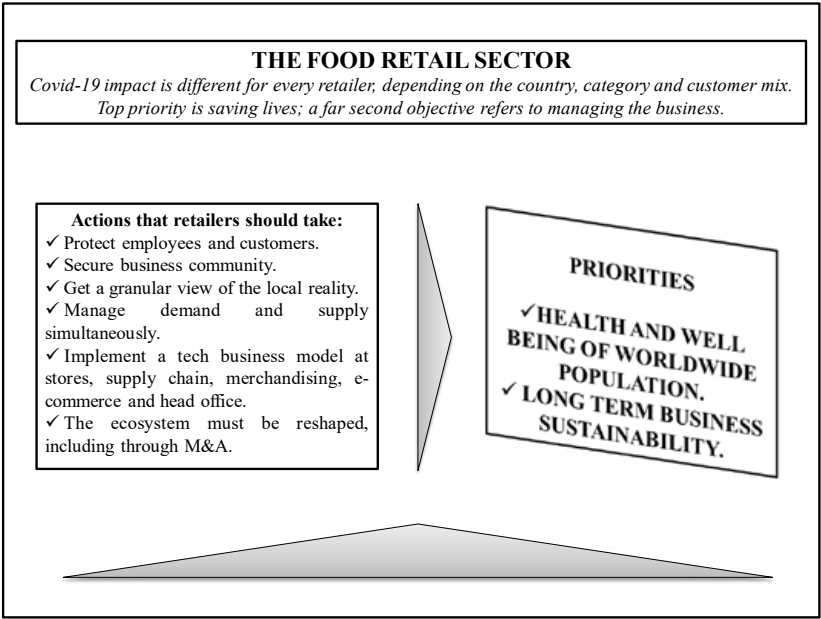 THE FOOD RETAIL SECTOR
Covid-19 impact is different for every retailer, depending on the country, category and customer mix.
Top priority is saving lives; a far second objective refers to managing the business.
Actions that retailers should take:
✓ Protect employees and customers.
✓ Secure business community.
✓ Get a granular view of the local reality.
✓ Manage demand and supply
simultaneously.
✓ Implement a tech business model at
stores, supply chain, merchandising, e-
commerce and head office.
✓ The ecosystem must be reshaped,
including through M&A.
PRIORITIES
✓HEALTH AND WELL
BEING OF WORLDWIDE
POPULATION.
✓ LONG TERM BUSINESS
SUSTAINABILITY.